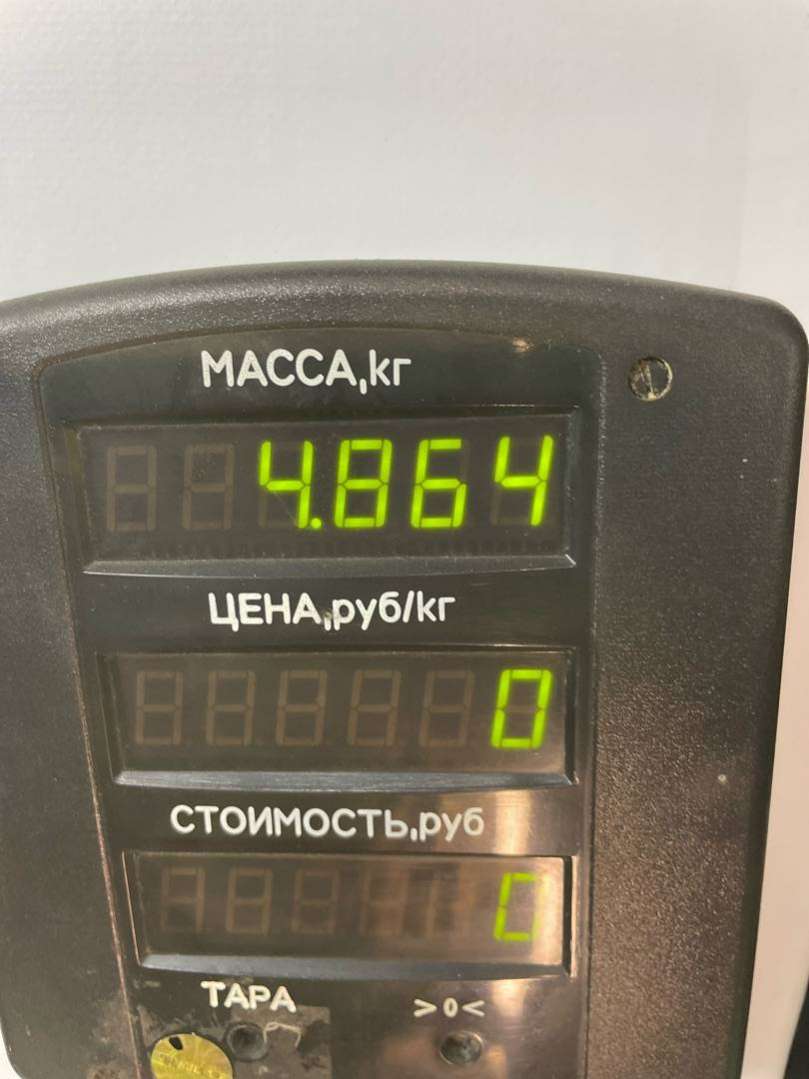 МАССА,кг
4.864
ЦЕНА,руб/кг
0
СТОИМОСТЬ,руб
0
ТАРА >0<